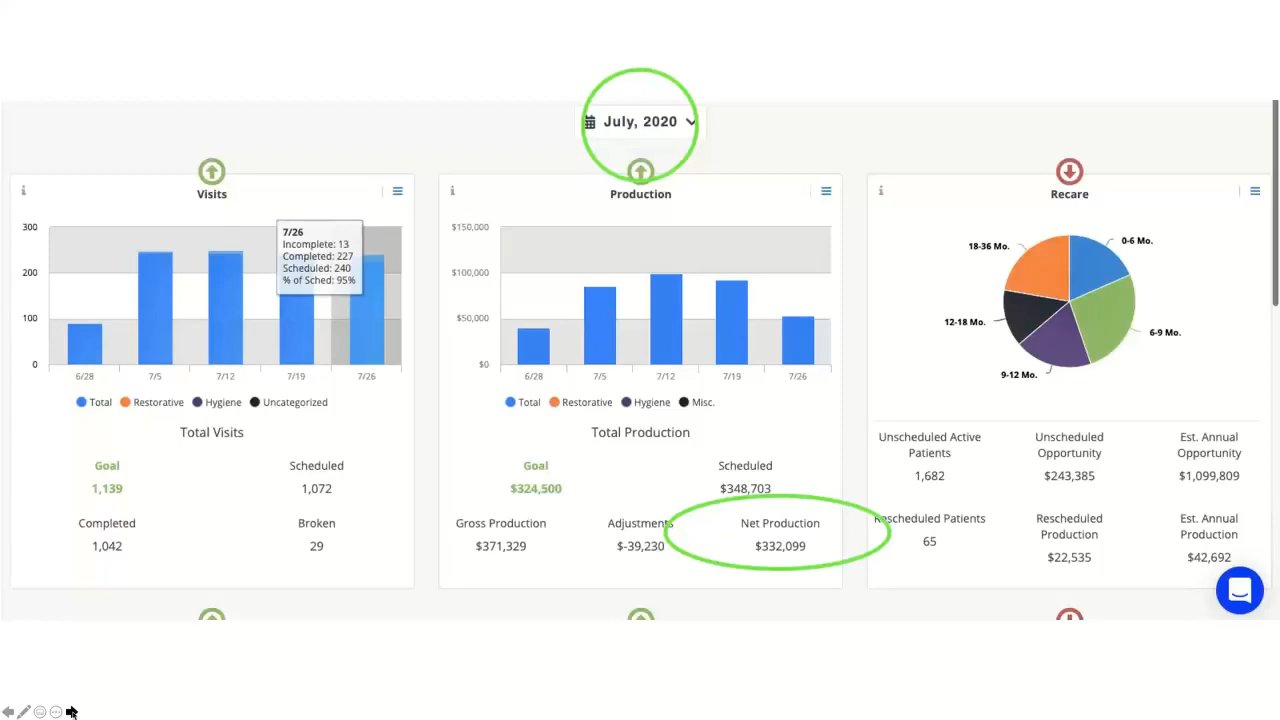 July, 2020
Visits
300
200
100
0
7/26
Incomplete: 13
Completed: 227
Scheduled: 240
% of Sched: 95%
6/28 7/5 7/12 7/19 7/26
Total Restorative Hygiene Uncategorized
Total Visits
Goal Scheduled
1,139 1,072
Completed Broken
1,042 29
Production
$150,000
$100,000
$50,000
$0
6/28 7/5 7/12 7/19 7/26
Total Restorative Hygiene Misc.
Total Production
Goal Scheduled
$324,500 $348,703
Gross Production Adjustments Net Production
$371,329 $-39,230 $332,099
Recare
0-6 Mo.
18-36 Mo.
12-18 Mo.
6-9 Mo.
9-12 Mo.
Unscheduled Active Patients Unscheduled Opportunity Est. Annual Opportunity
1,682 $243,385 $1,099,809
Rescheduled Patients Rescheduled Production Est. Annual Production
65 $22,535 $42,692